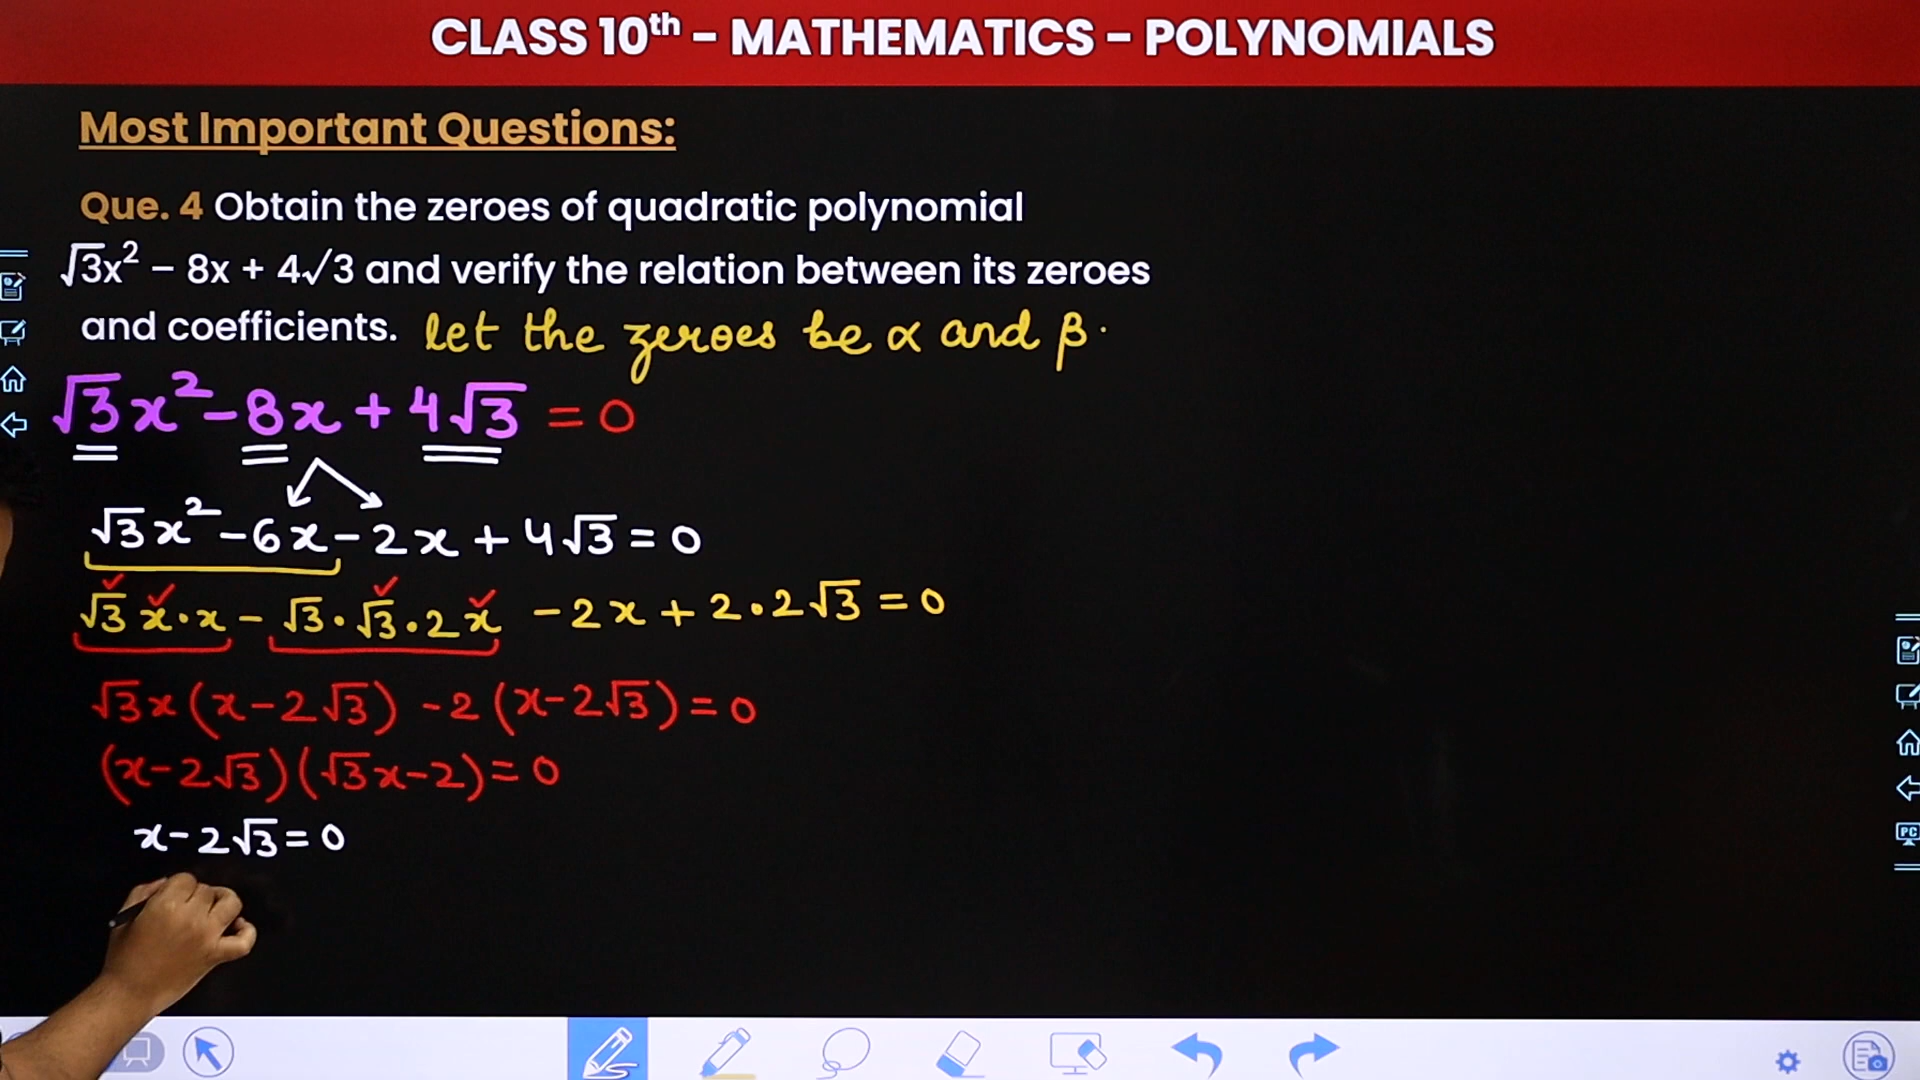 CLASS 10th - MATHEMATICS - POLYNOMIALS
Most Important Questions:
Que. 4 Obtain the zeroes of quadratic polynomial
√3x² – 8x + 4√3 and verify the relation between its zeroes
and coefficients. let the zeroes be α and β.
√3x² - 8x + 4√3 = 0
√3x² - 6x - 2x + 4√3 = 0
√3x·x - √3·√3·2x - 2x + 2·2√3 = 0
√3x(x-2√3) -2(x-2√3) = 0
(x-2√3)(√3x-2) = 0
x-2√3 = 0
PC